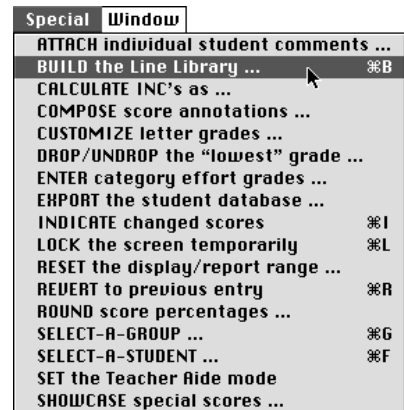 Special Window
ATTACH individual student comments ...
BUILD the Line Library ... ⌘B
CALCULATE INC's as ...
COMPOSE score annotations ...
CUSTOMIZE letter grades ...
DROP/UNDROP the “lowest” grade ...
ENTER category effort grades ...
EXPORT the student database ...
INDICATE changed scores ⌘I
LOCK the screen temporarily ⌘L
RESET the display/report range ...
REVERT to previous entry ⌘R
ROUND score percentages ...
SELECT-A-GROUP ... ⌘G
SELECT-A-STUDENT ... ⌘F
SET the Teacher Aide mode
SHOWCASE special scores ...